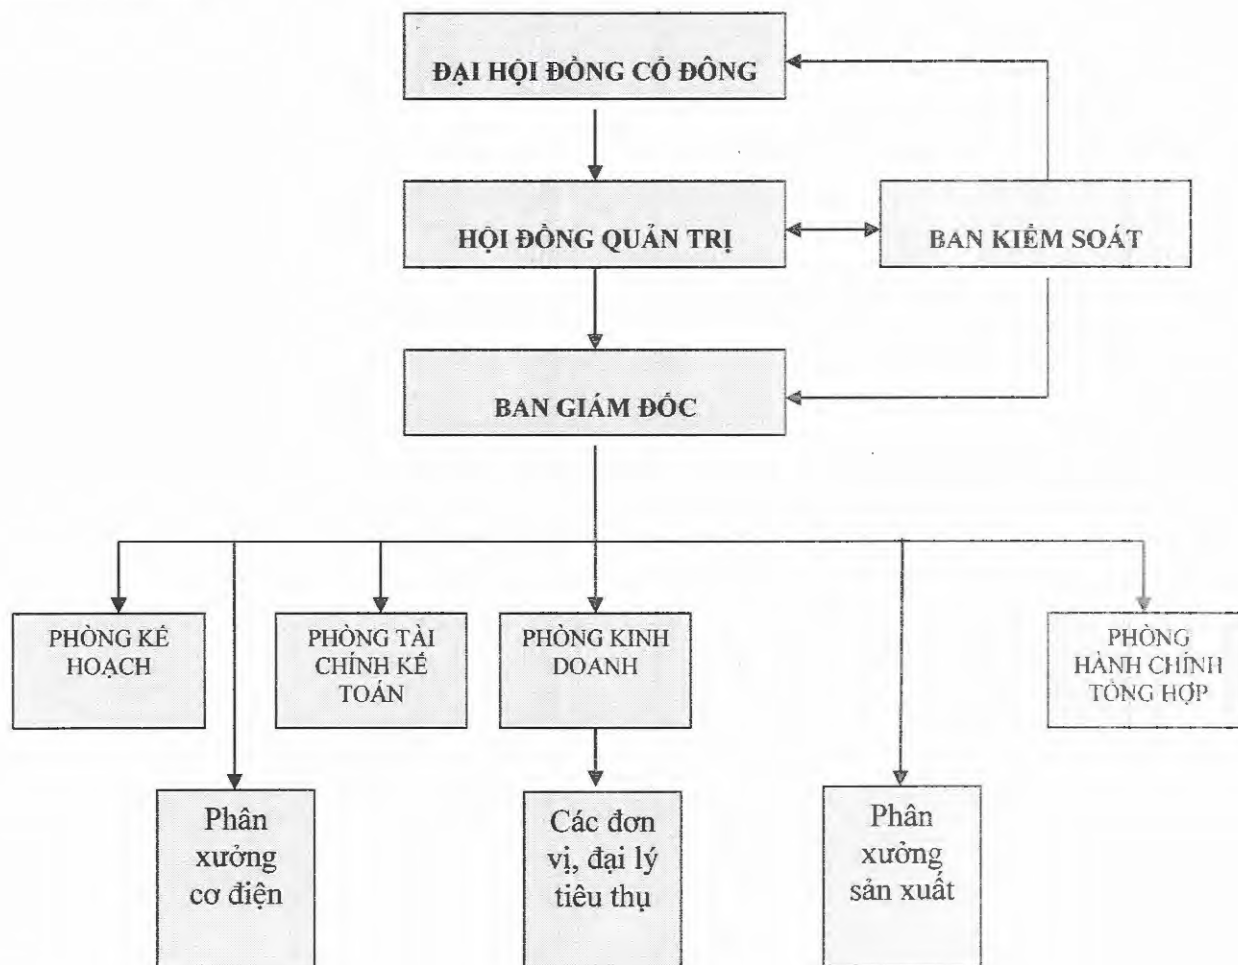 ĐẠI HỘI ĐỒNG CỔ ĐÔNG
HỘI ĐỒNG QUẢN TRỊ
BAN KIỂM SOÁT
BAN GIÁM ĐỐC
PHÒNG KẾ
HOẠCH
PHÒNG TÀI
CHÍNH KẾ
TOÁN
PHÒNG KINH
DOANH
PHÒNG
HÀNH CHÍNH
TỔNG HỢP
Phân
xưởng
cơ điện
Các đơn
vị, đại lý
tiêu thụ
Phân
xưởng
sản xuất